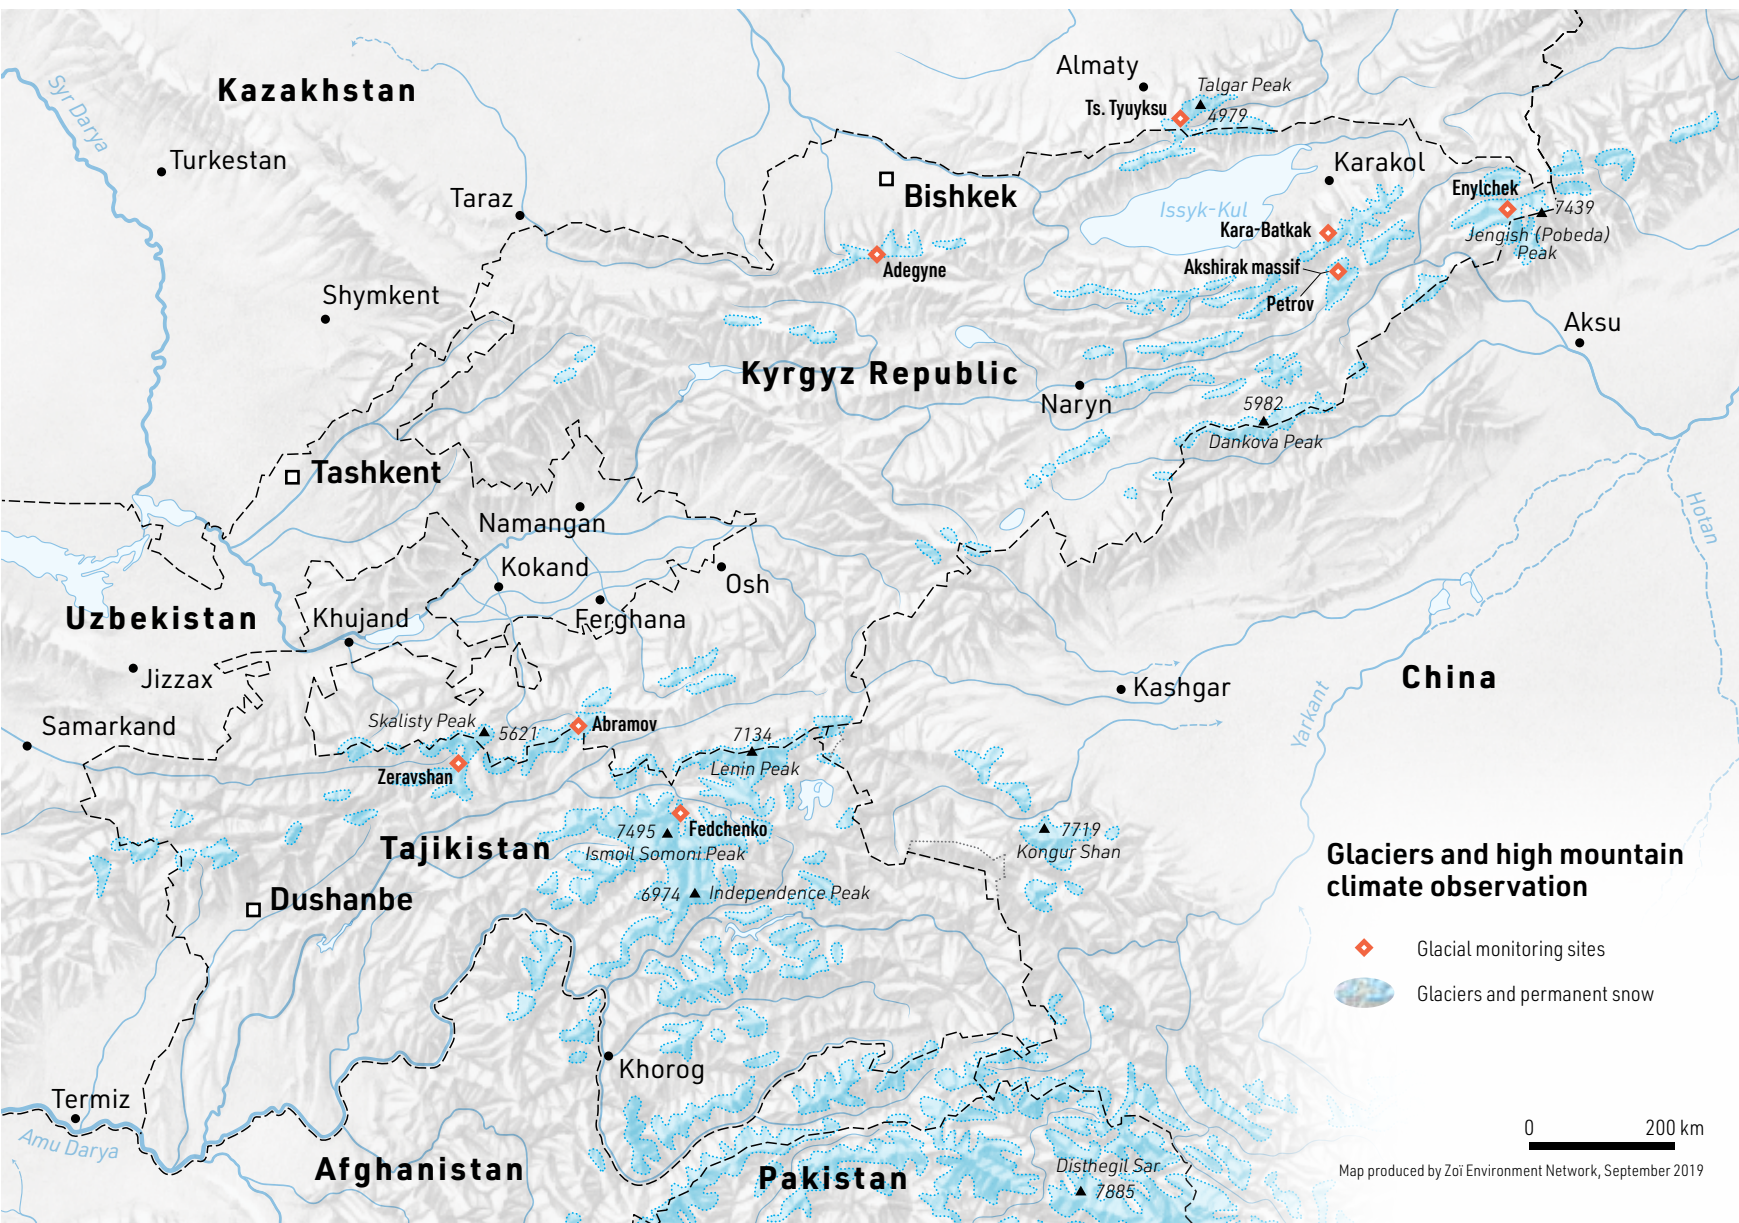 Kazakhstan
Syr Darya
Turkestan
Taraz
Shymkent
Almaty
Talgar Peak
Ts. Tyuyksu
4979
Bishkek
Karakol
Issyk-Kul
Enylchek
7439
Jengish (Pobeda)
Peak
Kara-Batkak
Adegyne
Akshirak massif
Petrov
Aksu
Kyrgyz Republic
Naryn
5982
Dankova Peak
Tashkent
Namangan
Kokand
Osh
Hotan
Uzbekistan
Khujand
Ferghana
Jizzax
China
Kashgar
Yarkant
Samarkand
Skalisty Peak
5621
Abramov
Zeravshan
7134
Lenin Peak
Tajikistan
7495
Fedchenko
Ismoil Somoni Peak
7719
Kongur Shan
6974
Independence Peak
Dushanbe
Khorog
Termiz
Amu Darya
Afghanistan
Pakistan
Disthegil Sar
7885
Glaciers and high mountain
climate observation
Glacial monitoring sites
Glaciers and permanent snow
0 200 km
Map produced by Zoï Environment Network, September 2019